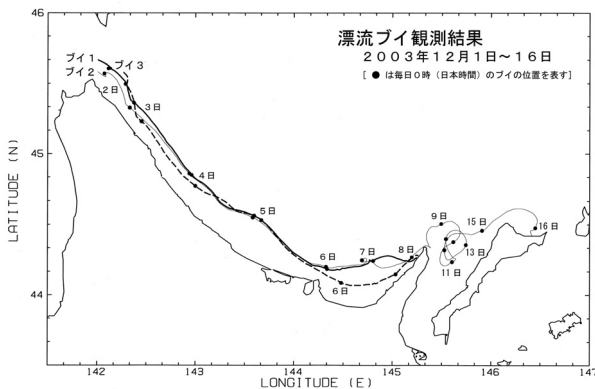 漂流ブイ観測結果
2003年12月1日～16日
[ ● は毎日0時（日本時間）のブイの位置を表す]
46
ブイ1
ブイ3
ブイ2
2日
3日
45
4日
5日
9日
15日
16日
6日
7日
8日
13日
11日
6日
44
LATITUDE (N)
142
143
144
145
146
147
LONGITUDE (E)